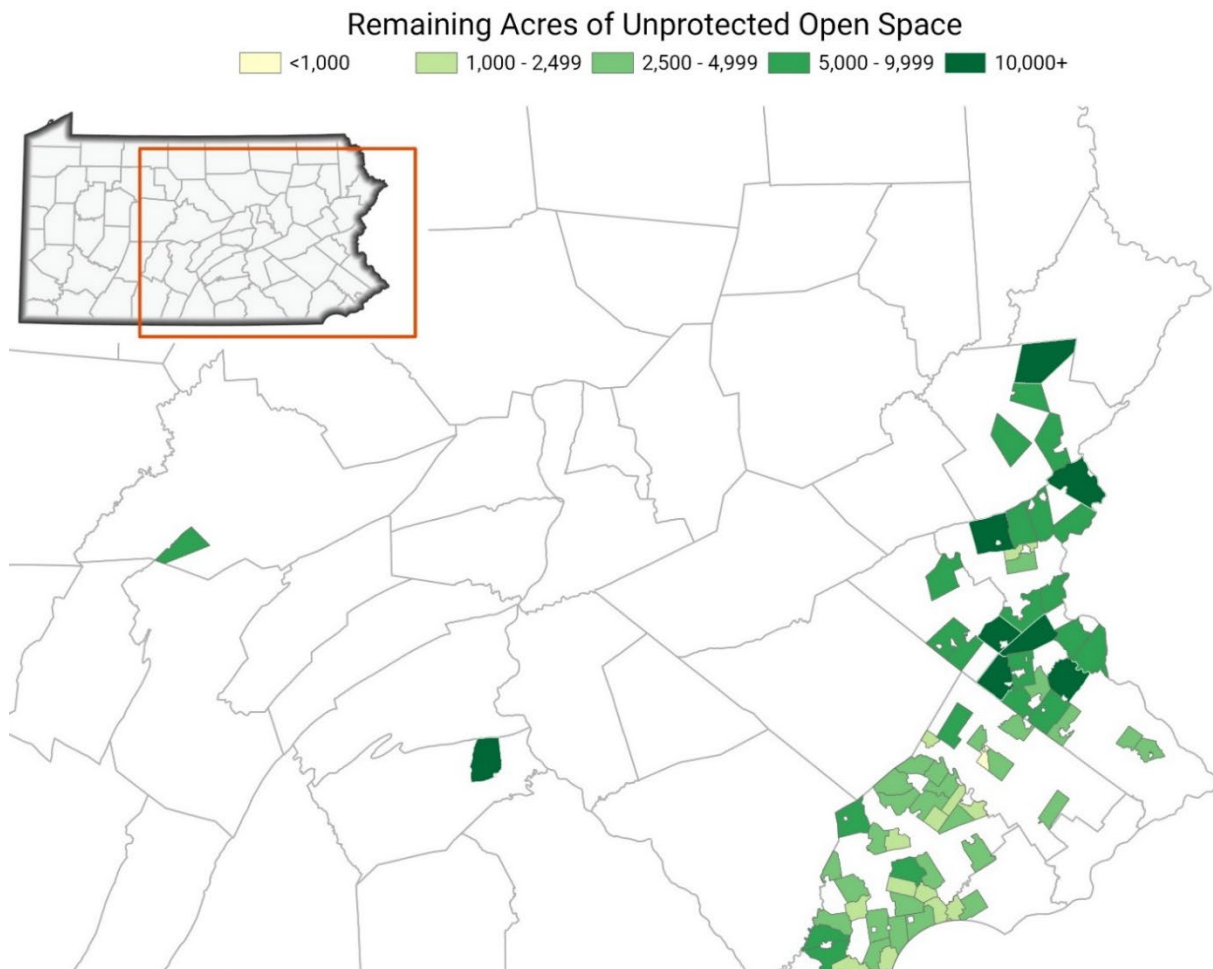 Remaining Acres of Unprotected Open Space
<1,000 1,000 - 2,499 2,500 - 4,999 5,000 - 9,999 10,000+